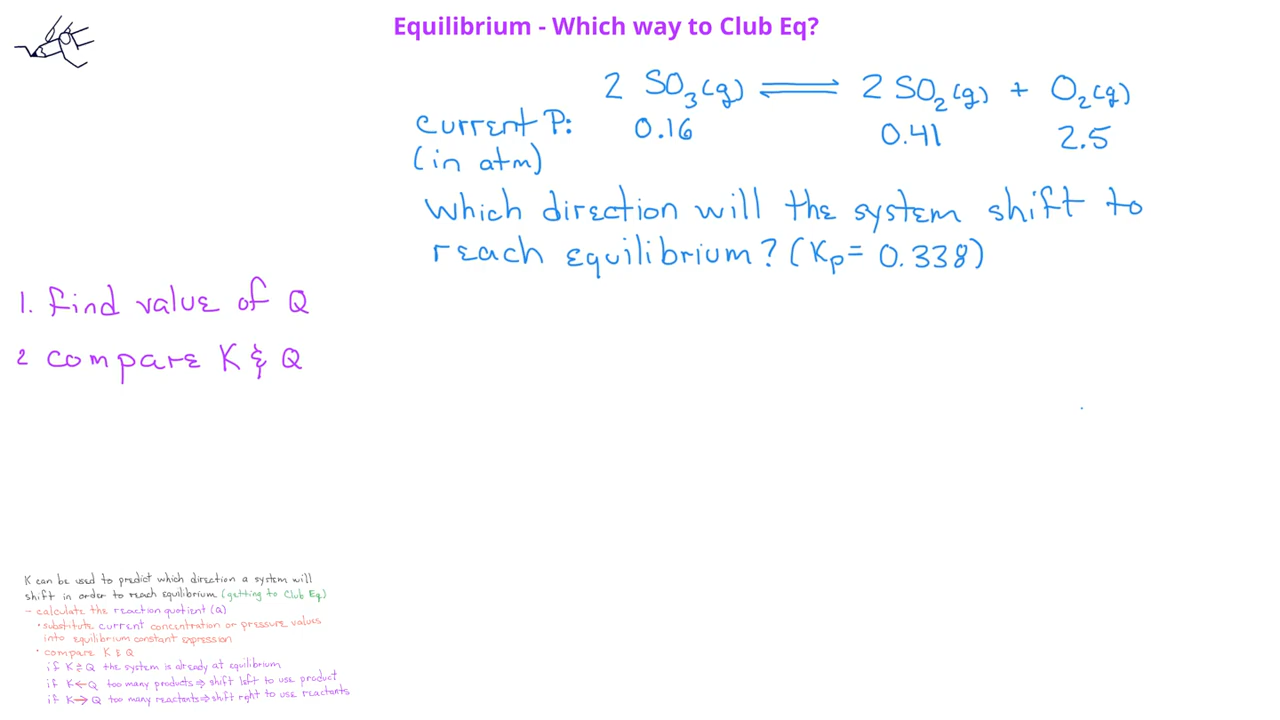 Equilibrium - Which way to Club Eq?
2 SO₃(g) ⇌ 2 SO₂(g) + O₂(g)
Current P: 0.16 0.41 2.5
(in atm)
Which direction will the system shift to
reach equilibrium? (Kp = 0.338)
1. find value of Q
2 compare K & Q
K can be used to predict which direction a system will
shift in order to reach equilibrium (getting to Club Eq)
- calculate the reaction quotient (Q)
• substitute current concentration or pressure values
into equilibrium constant expression
• compare K & Q
if K = Q the system is already at equilibrium
if K ← Q too many products ⇒ shift left to use product
if K → Q too many reactants ⇒ shift right to use reactants